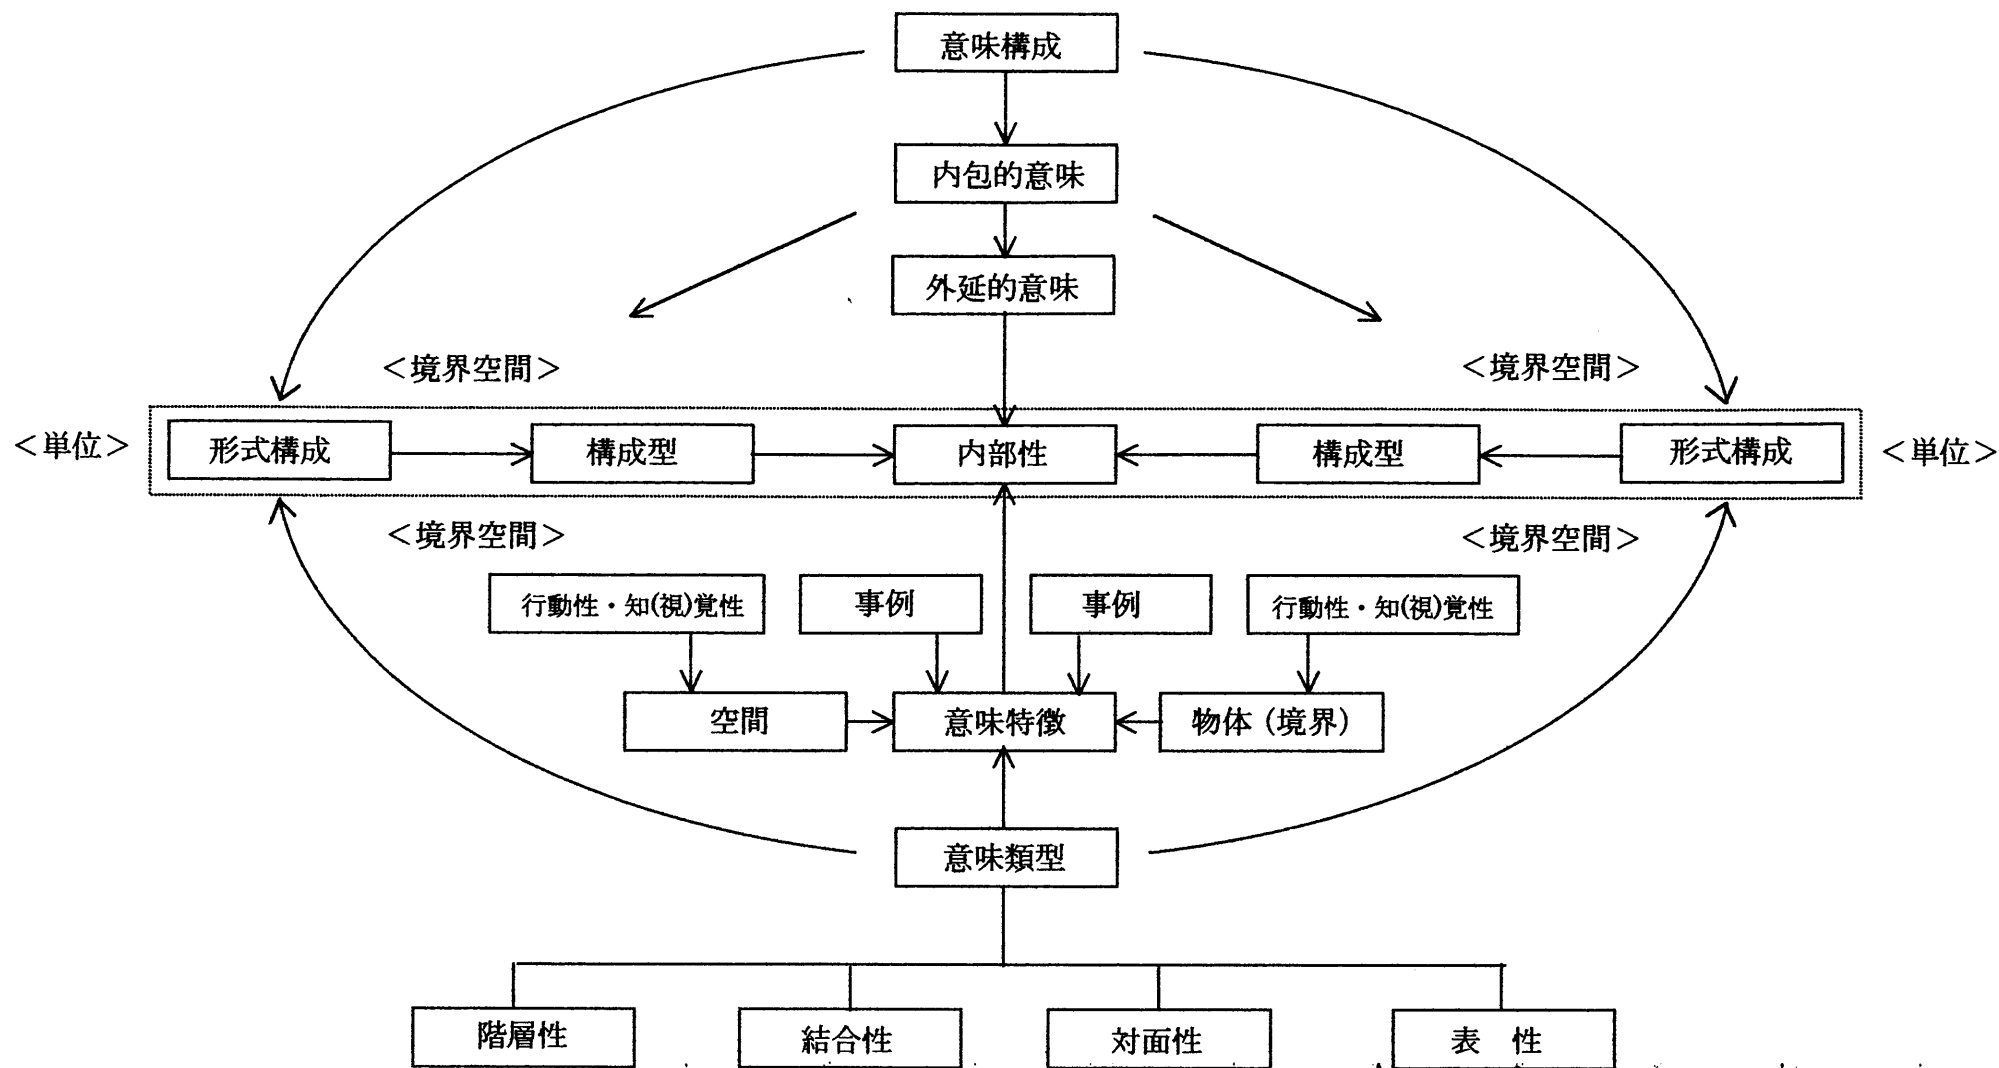 意味構成
内包的意味
外延的意味
＜境界空間＞ ＜境界空間＞
＜単位＞ 形式構成 構成型 内部性 構成型 形式構成 ＜単位＞
＜境界空間＞ ＜境界空間＞
行動性・知(視)覚性 事例 事例 行動性・知(視)覚性
空間 意味特徴 物体（境界）
意味類型
階層性 結合性 対面性 表　性